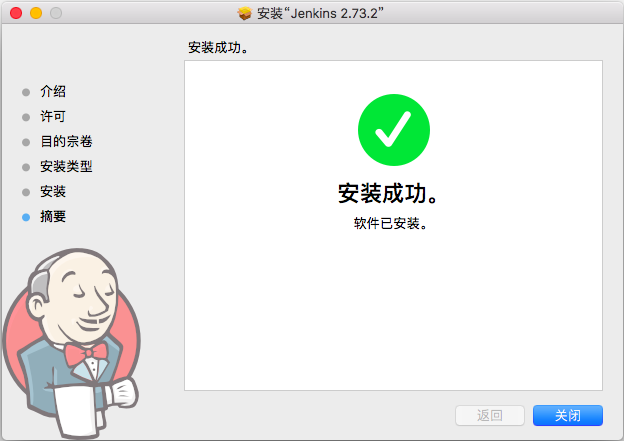 安装“Jenkins 2.73.2”
安装成功。
介绍
许可
目的宗卷
安装类型
安装
摘要
安装成功。
软件已安装。
返回
关闭